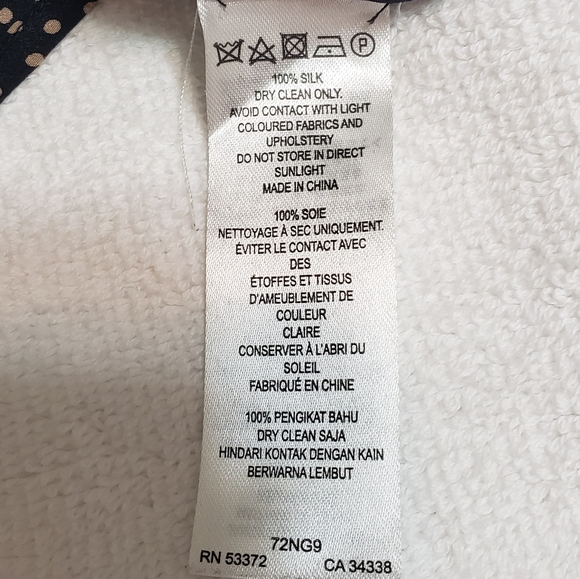 P
100% SILK
DRY CLEAN ONLY.
AVOID CONTACT WITH LIGHT
COLOURED FABRICS AND
UPHOLSTERY
DO NOT STORE IN DIRECT
SUNLIGHT
MADE IN CHINA
100% SOIE
NETTOYAGE À SEC UNIQUEMENT.
ÉVITER LE CONTACT AVEC
DES
ÉTOFFES ET TISSUS
D'AMEUBLEMENT DE
COULEUR
CLAIRE
CONSERVER À L'ABRI DU
SOLEIL
FABRIQUÉ EN CHINE
100% PENGIKAT BAHU
DRY CLEAN SAJA
HINDARI KONTAK DENGAN KAIN
BERWARNA LEMBUT
72NG9
RN 53372 CA 34338